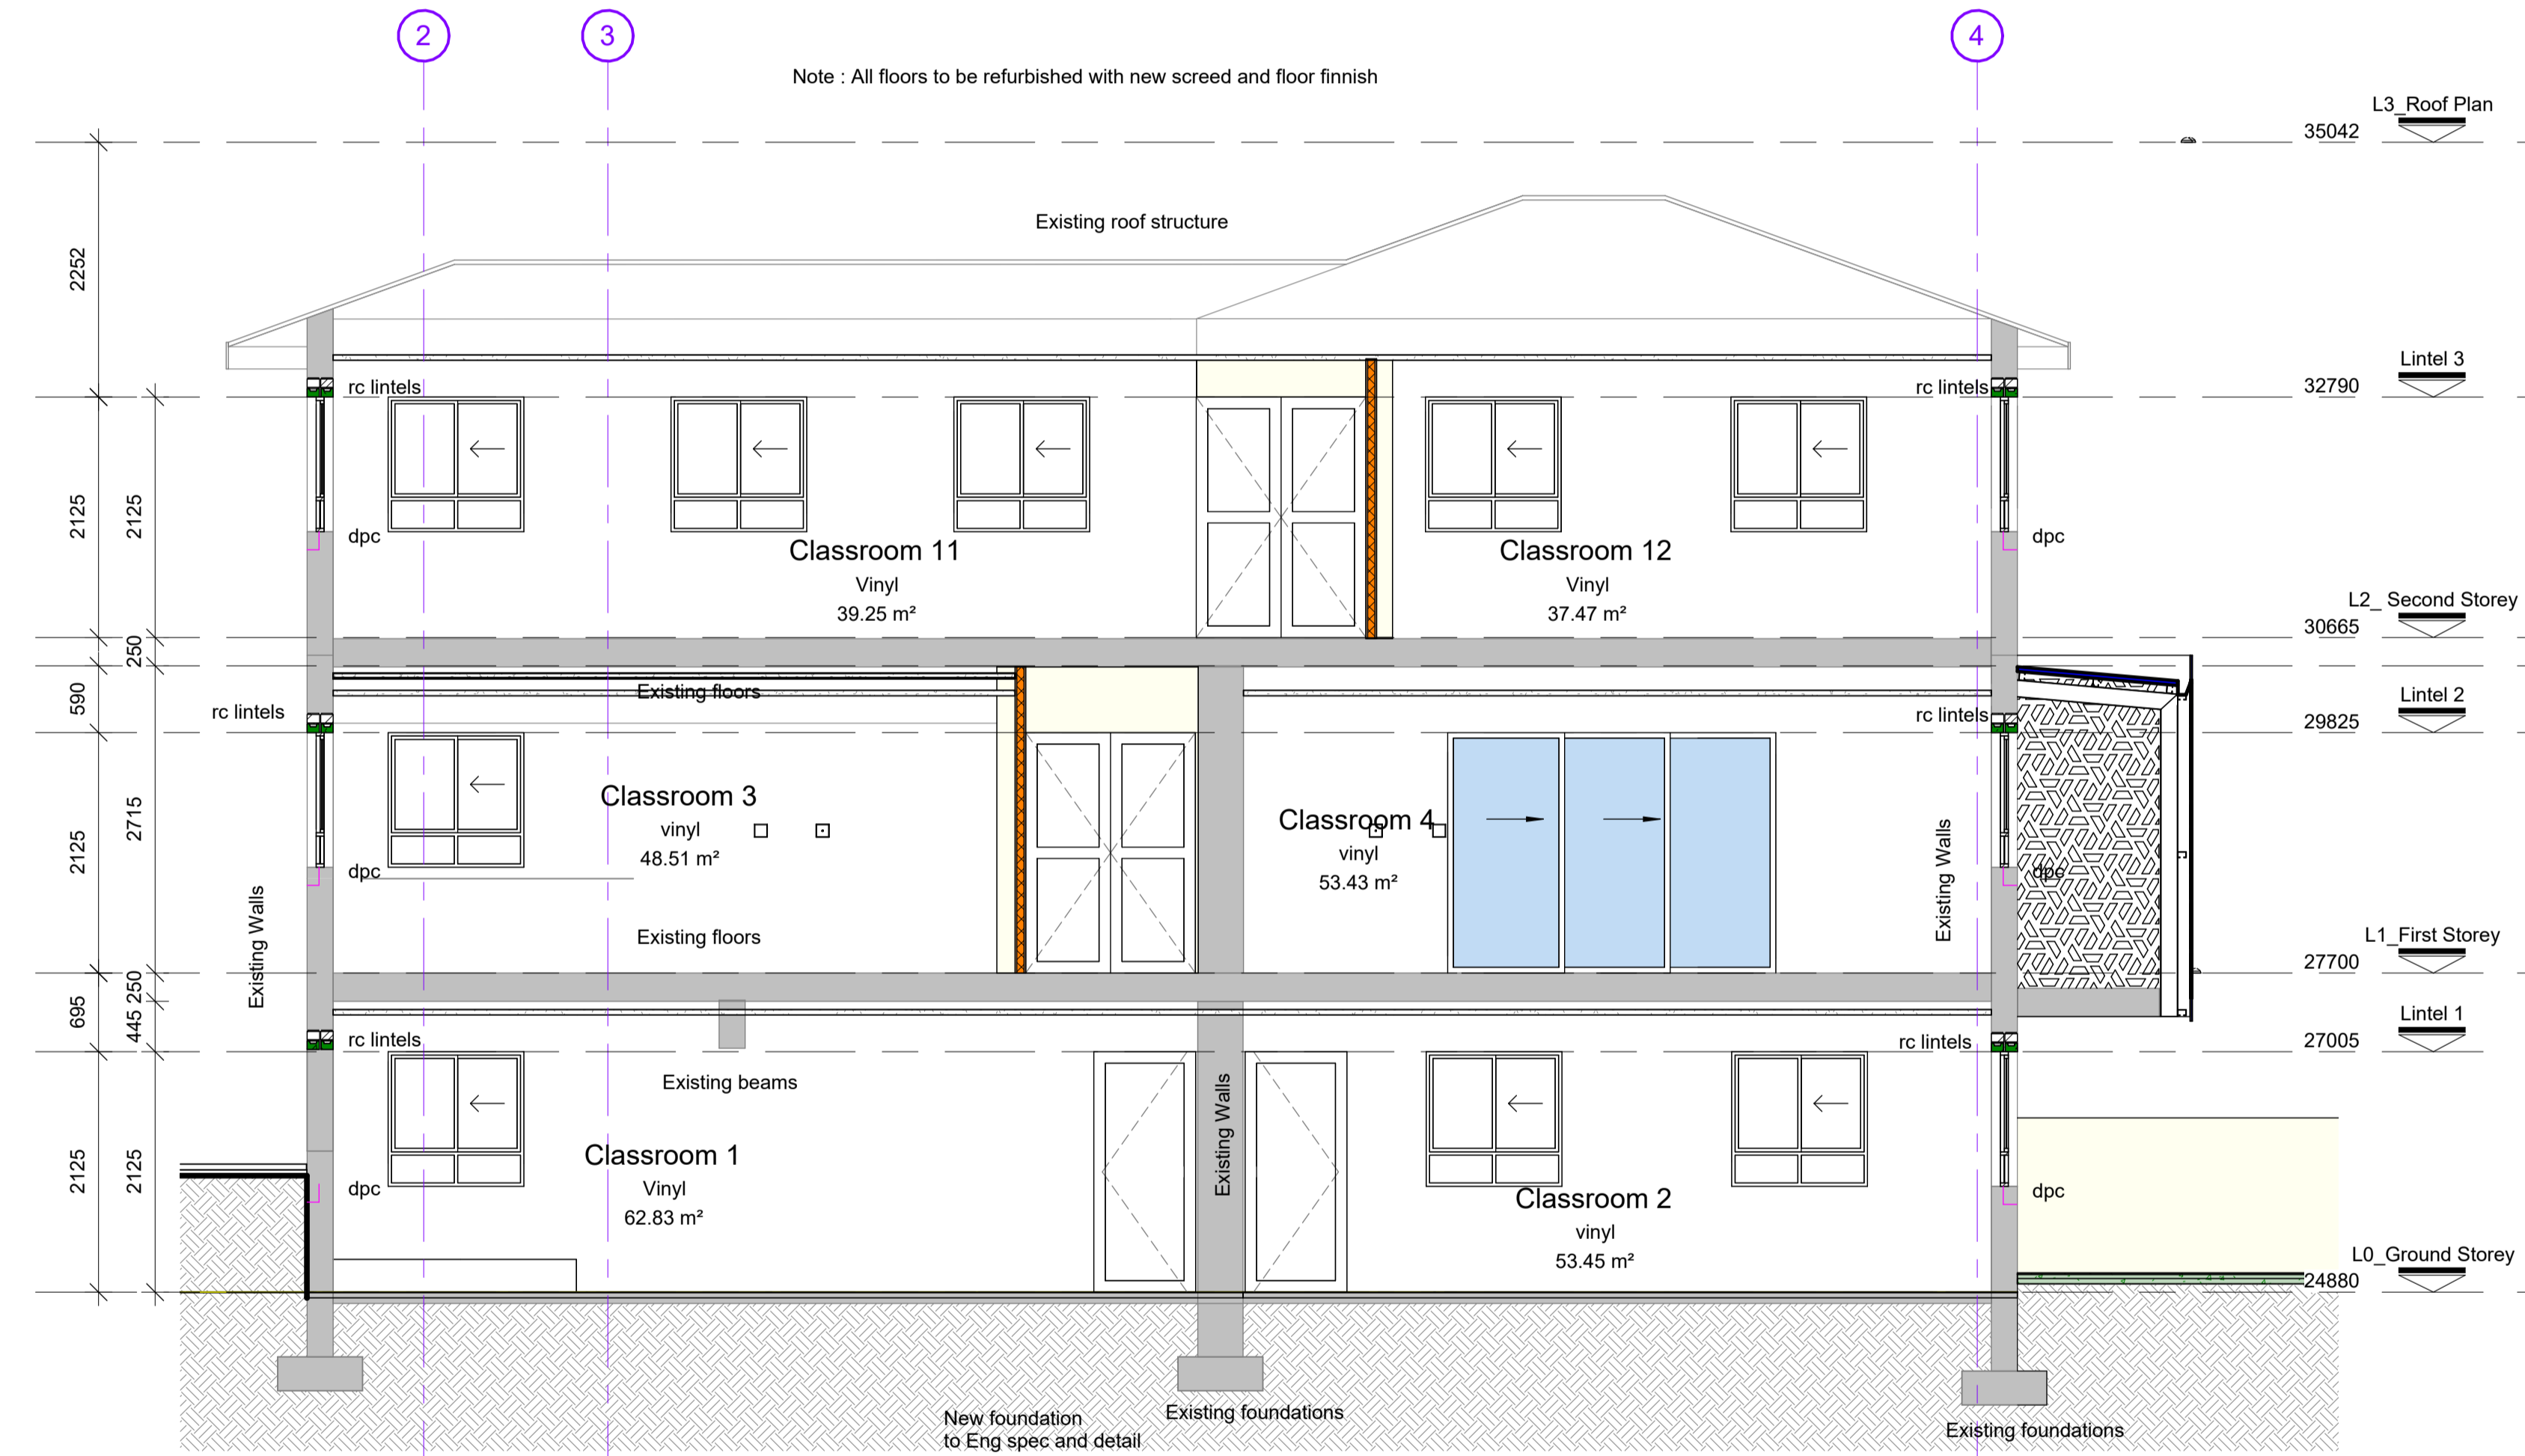 2
3
4
Note : All floors to be refurbished with new screed and floor finnish
L3_Roof Plan
35042
Existing roof structure
2252
Lintel 3
32790
rc lintels
rc lintels
2125
2125
dpc
dpc
Classroom 11
Vinyl
39.25 m²
Classroom 12
Vinyl
37.47 m²
L2_ Second Storey
30665
250
590
Existing floors
Lintel 2
29825
rc lintels
rc lintels
2125
2715
Classroom 3
vinyl
48.51 m²
Classroom 4
vinyl
53.43 m²
dpc
dpc
Existing Walls
Existing Walls
Existing floors
L1_First Storey
27700
250
695
445
Lintel 1
27005
rc lintels
rc lintels
Existing beams
Existing Walls
2125
2125
Classroom 1
Vinyl
62.83 m²
dpc
dpc
Classroom 2
vinyl
53.45 m²
L0_Ground Storey
24880
New foundation
to Eng spec and detail
Existing foundations
Existing foundations